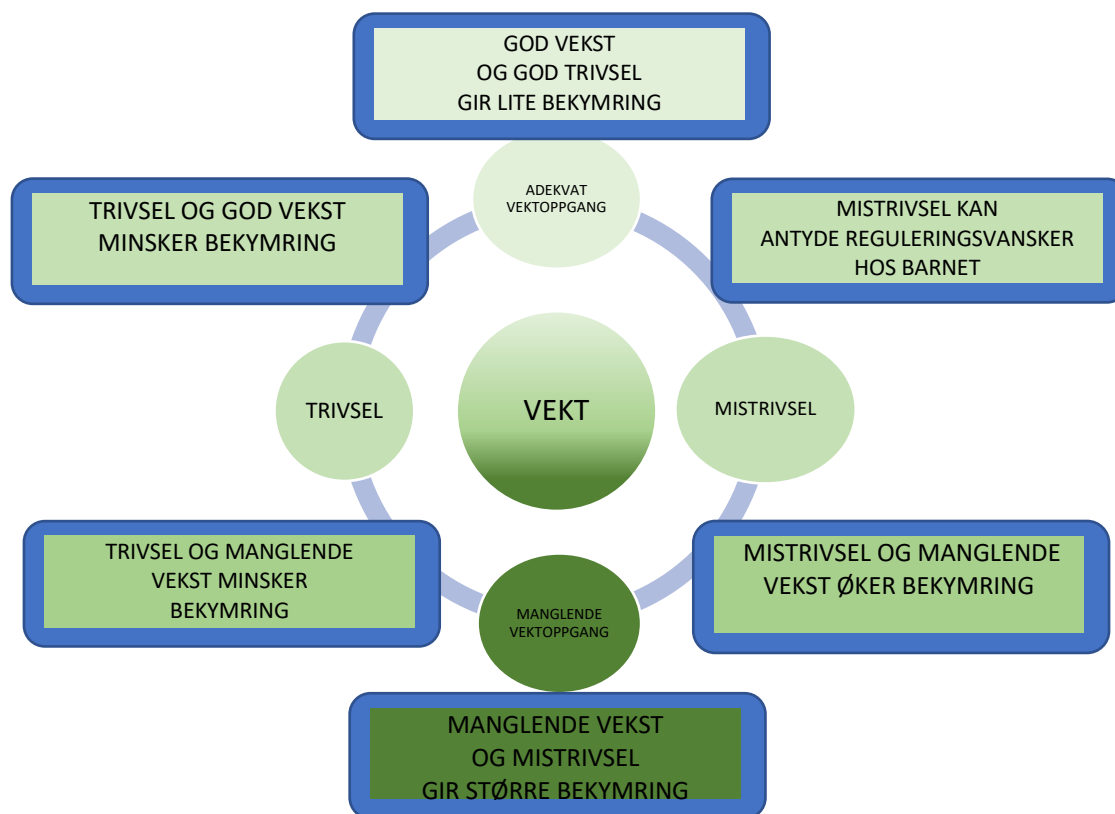 GOD VEKST
OG GOD TRIVSEL
GIR LITE BEKYMRING
ADEKVAT
VEKTOPPGANG
TRIVSEL OG GOD VEKST
MINSKER BEKYMRING
MISTRIVSEL KAN
ANTYDE REGULERINGSVANSKER
HOS BARNET
TRIVSEL
VEKT
MISTRIVSEL
TRIVSEL OG MANGLENDE
VEKST MINSKER
BEKYMRING
MISTRIVSEL OG MANGLENDE
VEKST ØKER BEKYMRING
MANGLENDE
VEKTOPPGANG
MANGLENDE VEKST
OG MISTRIVSEL
GIR STØRRE BEKYMRING